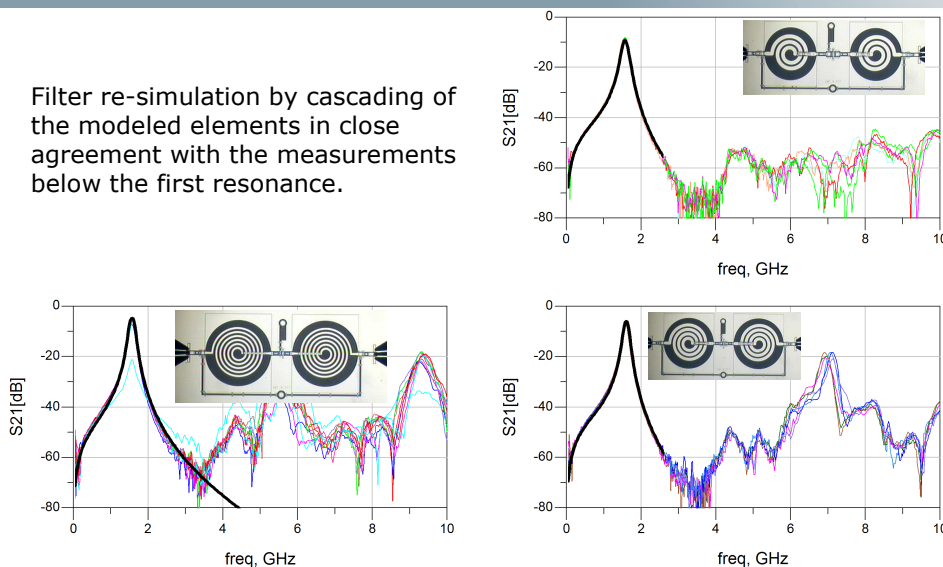 Filter re-simulation by cascading of
the modeled elements in close
agreement with the measurements
below the first resonance.
0
-20
-40
-60
-80
S21[dB]
0 2 4 6 8 10
freq, GHz
0
-20
-40
-60
-80
S21[dB]
0 2 4 6 8 10
freq, GHz
0
-20
-40
-60
-80
S21[dB]
0 2 4 6 8 10
freq, GHz